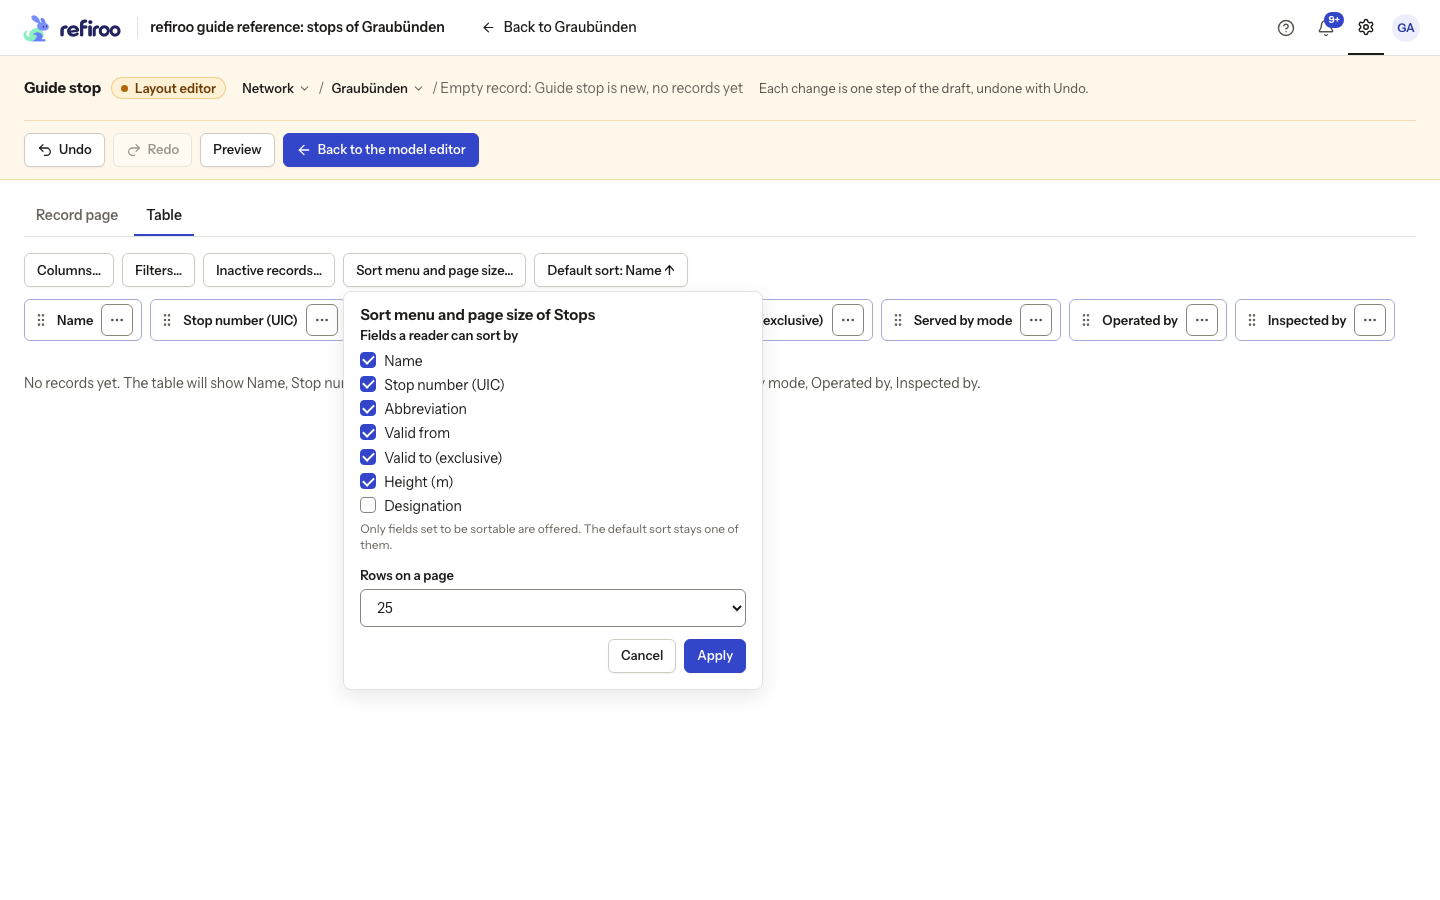 refiroo
refiroo guide reference: stops of Graubünden
Back to Graubünden
9+
GA
Guide stop
Layout editor
Network
/
Graubünden
/ Empty record: Guide stop is new, no records yet
Each change is one step of the draft, undone with Undo.
Undo
Redo
Preview
Back to the model editor
Record page
Table
Columns...
Filters...
Inactive records...
Sort menu and page size...
Default sort: Name ↑
Name
Stop number (UIC)
exclusive)
Served by mode
Operated by
Inspected by
No records yet. The table will show Name, Stop
mode, Operated by, Inspected by.
Sort menu and page size of Stops
Fields a reader can sort by
Name
Stop number (UIC)
Abbreviation
Valid from
Valid to (exclusive)
Height (m)
Designation
Only fields set to be sortable are offered. The default sort stays one of
them.
Rows on a page
25
Cancel
Apply